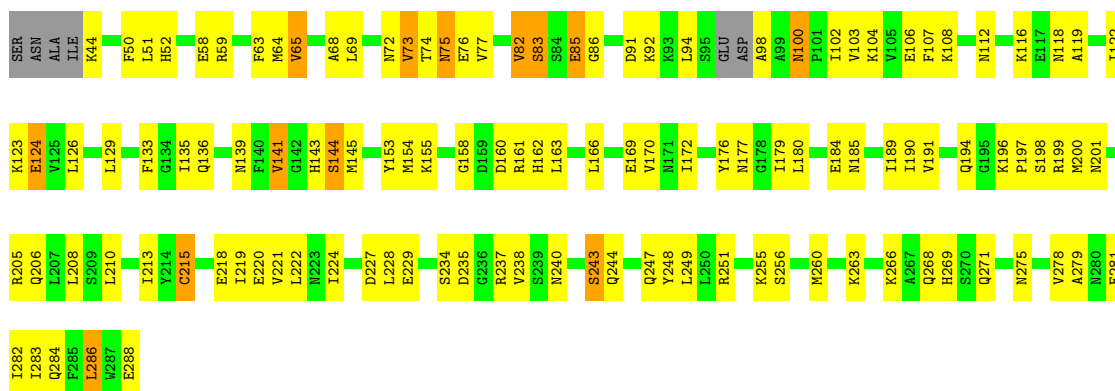 SER ASN ALA ILE K44 F50 L51 H52 E58 R59 F63 M64 V65 A68 L69 N72 V73 T74 N75 E76 V77 V82 S83 S84 E85 G86 D91 K92 K93 L94 S95 GLU ASP A98 A99 N100 P101 I102 V103 K104 V105 E106 F107 K108 N112 K116 E117 N118 A119
K123 E124 V125 L126 L129 F133 G134 I135 Q136 N139 F140 V141 G142 H143 S144 M145 Y153 M154 K155 G158 D159 D160 R161 H162 L163 L166 E169 V170 N171 I172 Y176 N177 G178 I179 L180 E184 N185 I189 I190 V191 Q194 G195 K196 P197 S198 R199 M200 N201
R205 Q206 L207 L208 S209 L210 I213 Y214 C215 E218 I219 E220 V221 L222 N223 I224 D227 L228 E229 S234 D235 G236 R237 V238 S239 N240 S243 Q244 Q247 Y248 L249 L250 R251 K255 S256 M260 K263 K266 A267 Q268 H269 S270 Q271 N275 V278 A279 N280
I282 I283 Q284 F285 L286 W287 E288